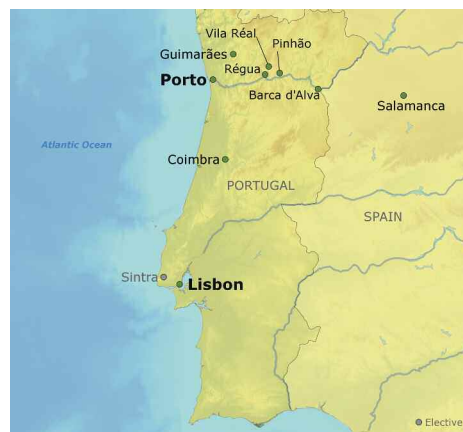 Vila Réal
Pinhão
Guimarães
Régua
Porto
Barca d'Alva
Salamanca
Atlantic Ocean
Coimbra
PORTUGAL
SPAIN
Sintra
Lisbon
Elective